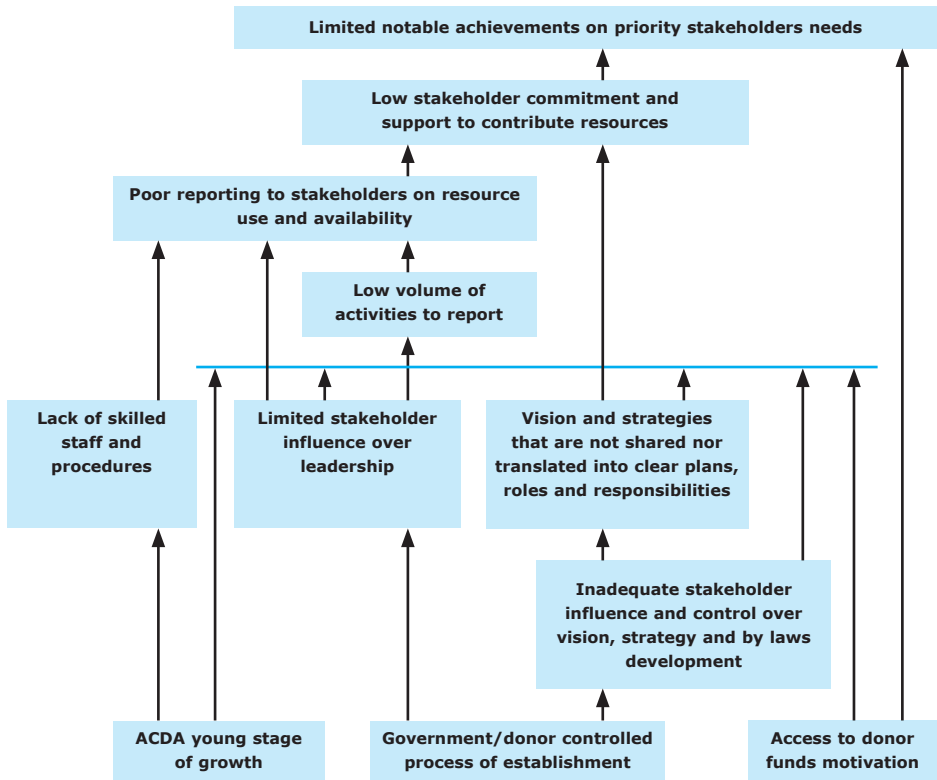 Limited notable achievements on priority stakeholders needs
Low stakeholder commitment and
support to contribute resources
Poor reporting to stakeholders on resource
use and availability
Low volume of
activities to report
Lack of skilled
staff and
procedures
Limited stakeholder
influence over
leadership
Vision and strategies
that are not shared nor
translated into clear plans,
roles and responsibilities
Inadequate stakeholder
influence and control over
vision, strategy and by laws
development
ACDA young stage
of growth
Government/donor controlled
process of establishment
Access to donor
funds motivation